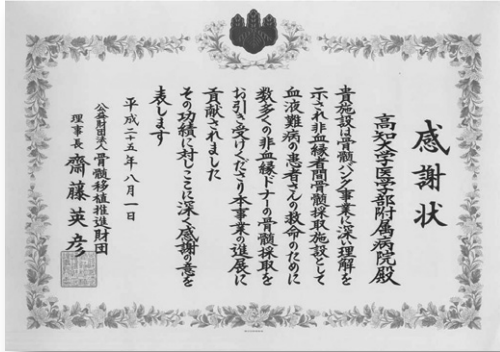 感謝状
高知大学医学部附属病院殿
貴施設は骨髄バンク事業に深い理解を
示され非血縁者間骨髄採取施設として
血液難病の患者さんの救命のために
数多くの非血縁ドナーの骨髄採取を
お引き受けくださり本事業の進展に
貢献されました
その功績に対しここに深く感謝の意を
表します
平成二十五年八月一日
公益財団法人骨髄移植推進財団
理事長 齋藤英彦